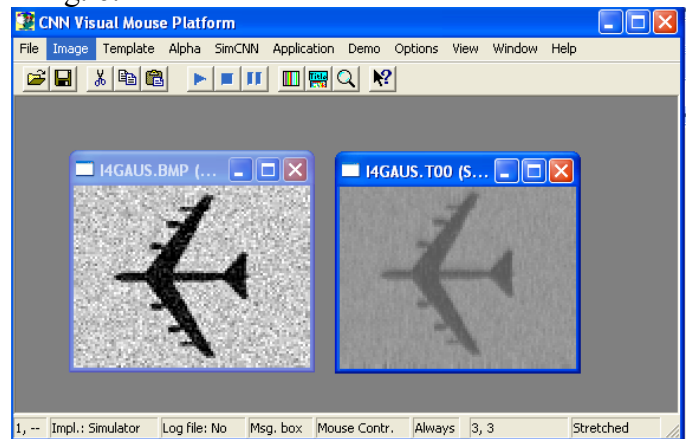 CNN Visual Mouse Platform
File Image Template Alpha SimCNN Application Demo Options View Window Help
I4GAUS.BMP (... I4GAUS.T00 (S...
1, -- Impl.: Simulator Log file: No Msg. box Mouse Contr. Always 3, 3 Stretched